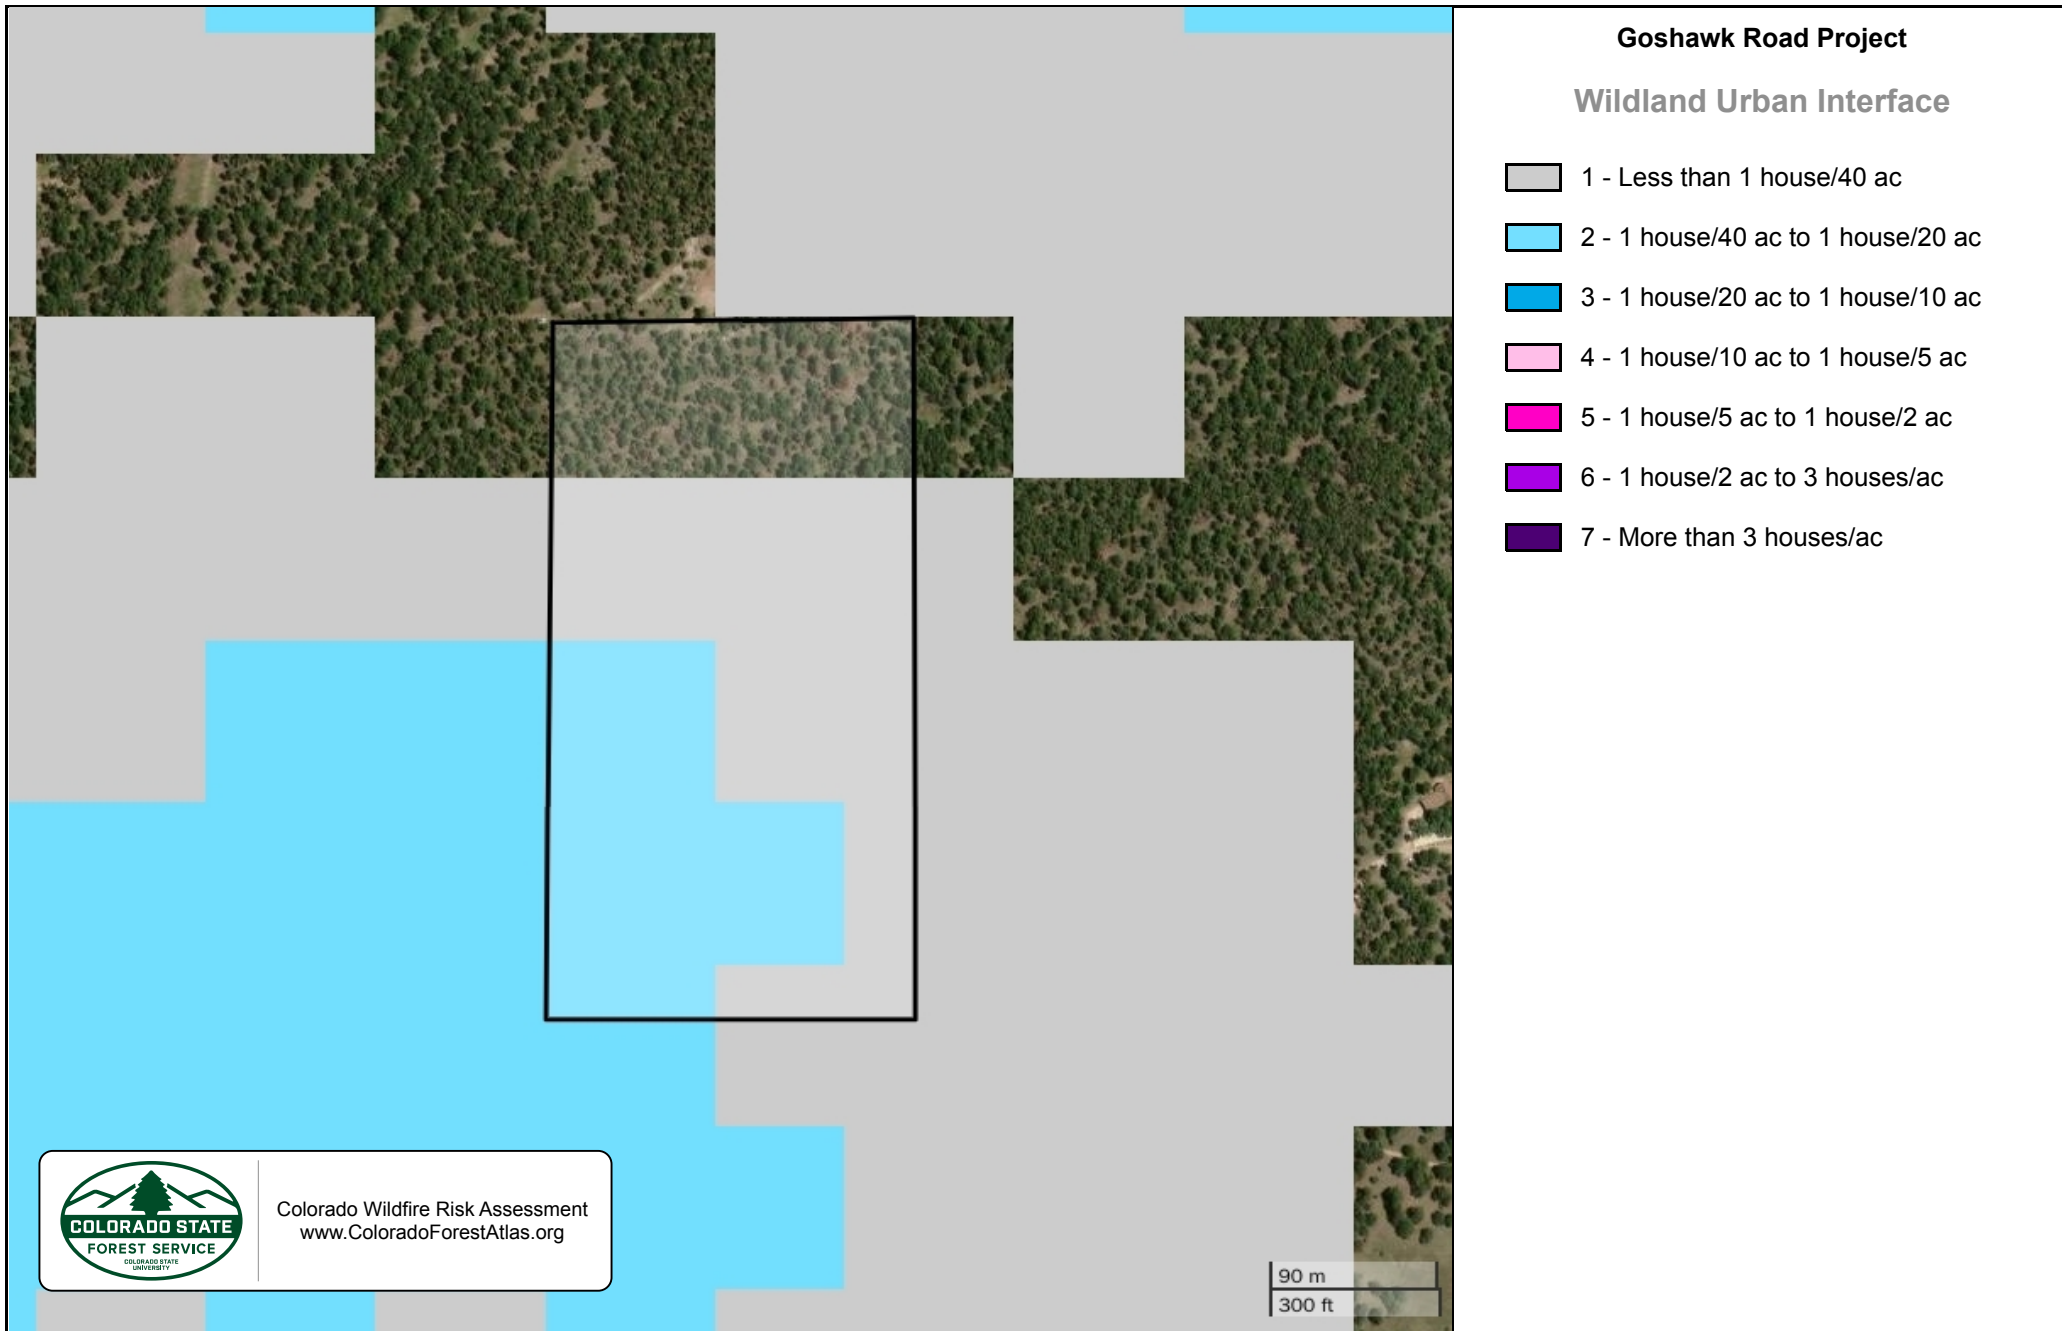 Goshawk Road Project
Wildland Urban Interface
1 - Less than 1 house/40 ac
2 - 1 house/40 ac to 1 house/20 ac
3 - 1 house/20 ac to 1 house/10 ac
4 - 1 house/10 ac to 1 house/5 ac
5 - 1 house/5 ac to 1 house/2 ac
6 - 1 house/2 ac to 3 houses/ac
7 - More than 3 houses/ac
COLORADO STATE
FOREST SERVICE
COLORADO STATE
UNIVERSITY
Colorado Wildfire Risk Assessment
www.ColoradoForestAtlas.org
90 m
300 ft